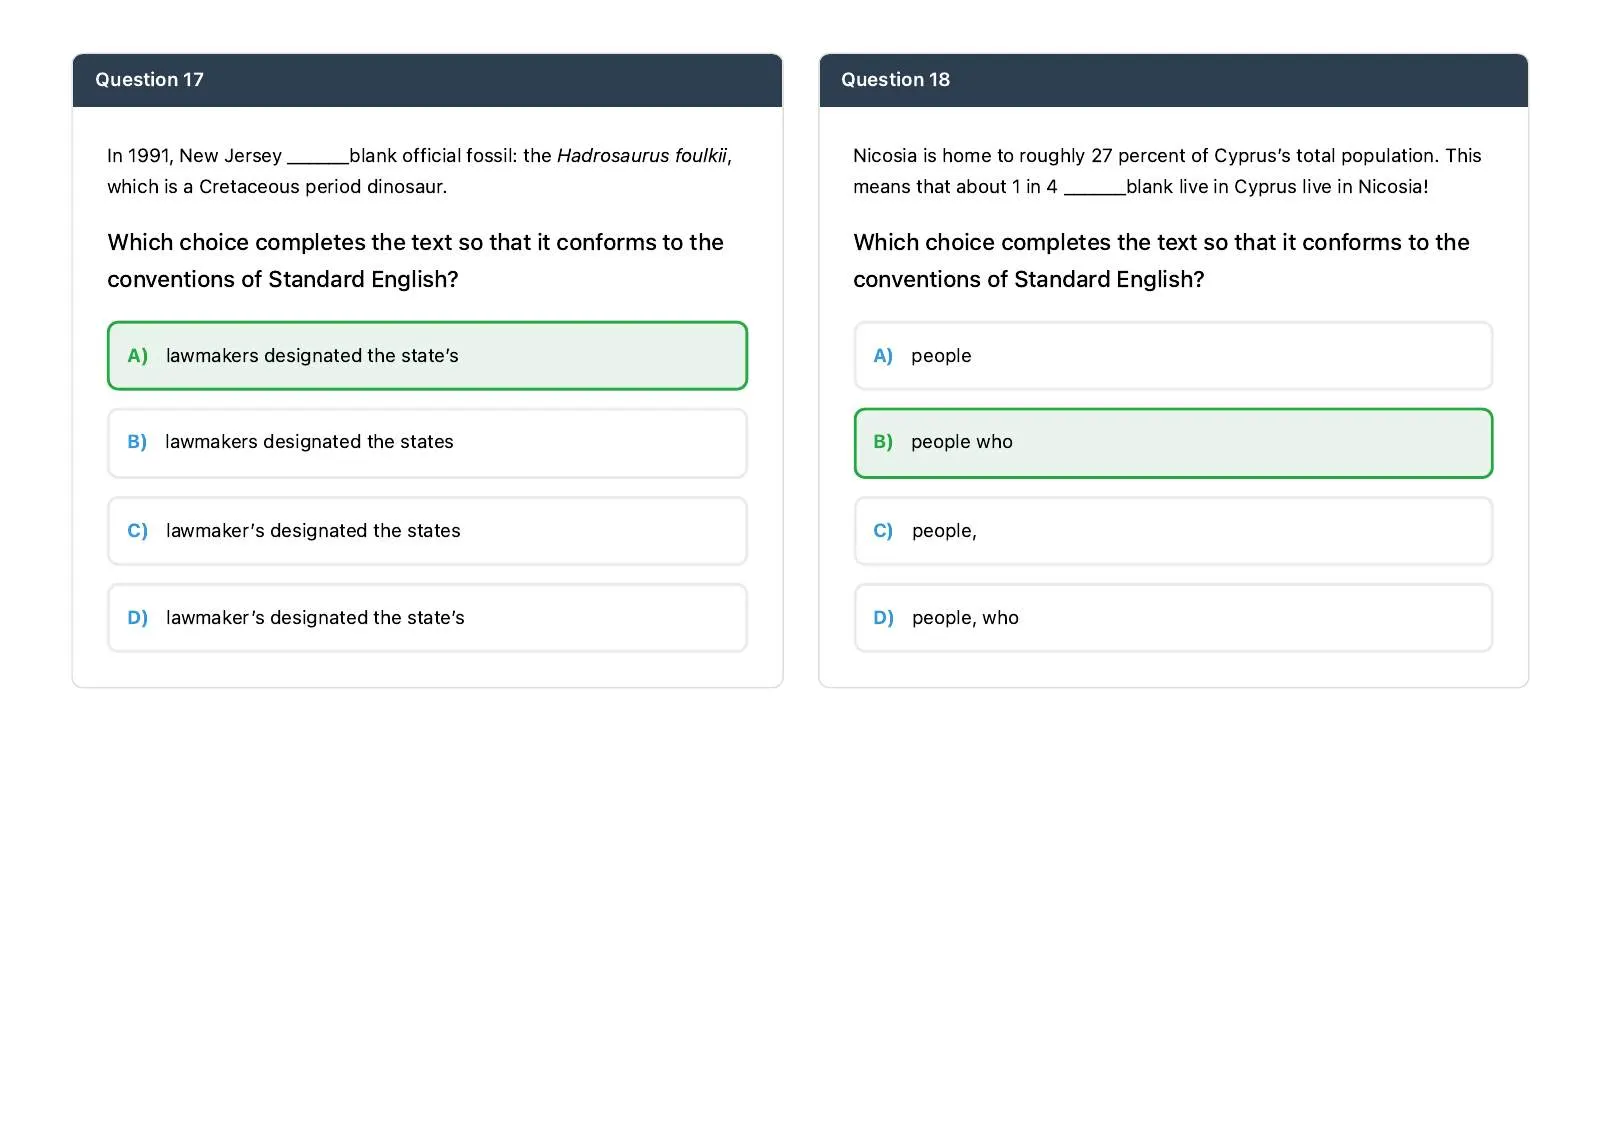 Question 17
In 1991, New Jersey ______blank official fossil: the Hadrosaurus foulkii,
which is a Cretaceous period dinosaur.
Which choice completes the text so that it conforms to the
conventions of Standard English?
A) lawmakers designated the state’s
B) lawmakers designated the states
C) lawmaker’s designated the states
D) lawmaker’s designated the state’s
Question 18
Nicosia is home to roughly 27 percent of Cyprus’s total population. This
means that about 1 in 4 ______blank live in Cyprus live in Nicosia!
Which choice completes the text so that it conforms to the
conventions of Standard English?
A) people
B) people who
C) people,
D) people, who